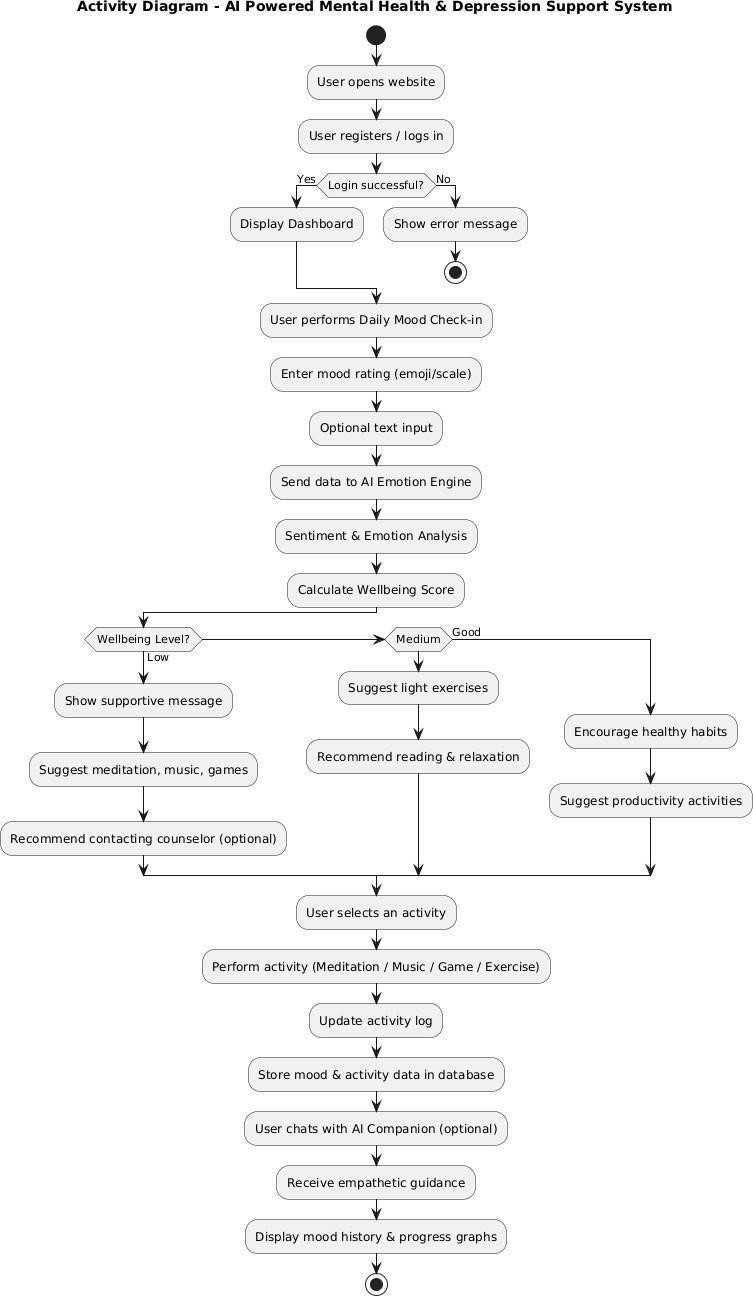 Activity Diagram - AI Powered Mental Health & Depression Support System
User opens website
User registers / logs in
Yes
Login successful?
No
Display Dashboard
Show error message
User performs Daily Mood Check-in
Enter mood rating (emoji/scale)
Optional text input
Send data to AI Emotion Engine
Sentiment & Emotion Analysis
Calculate Wellbeing Score
Wellbeing Level?
Low
Medium
Good
Show supportive message
Suggest meditation, music, games
Recommend contacting counselor (optional)
Suggest light exercises
Recommend reading & relaxation
Encourage healthy habits
Suggest productivity activities
User selects an activity
Perform activity (Meditation / Music / Game / Exercise)
Update activity log
Store mood & activity data in database
User chats with AI Companion (optional)
Receive empathetic guidance
Display mood history & progress graphs